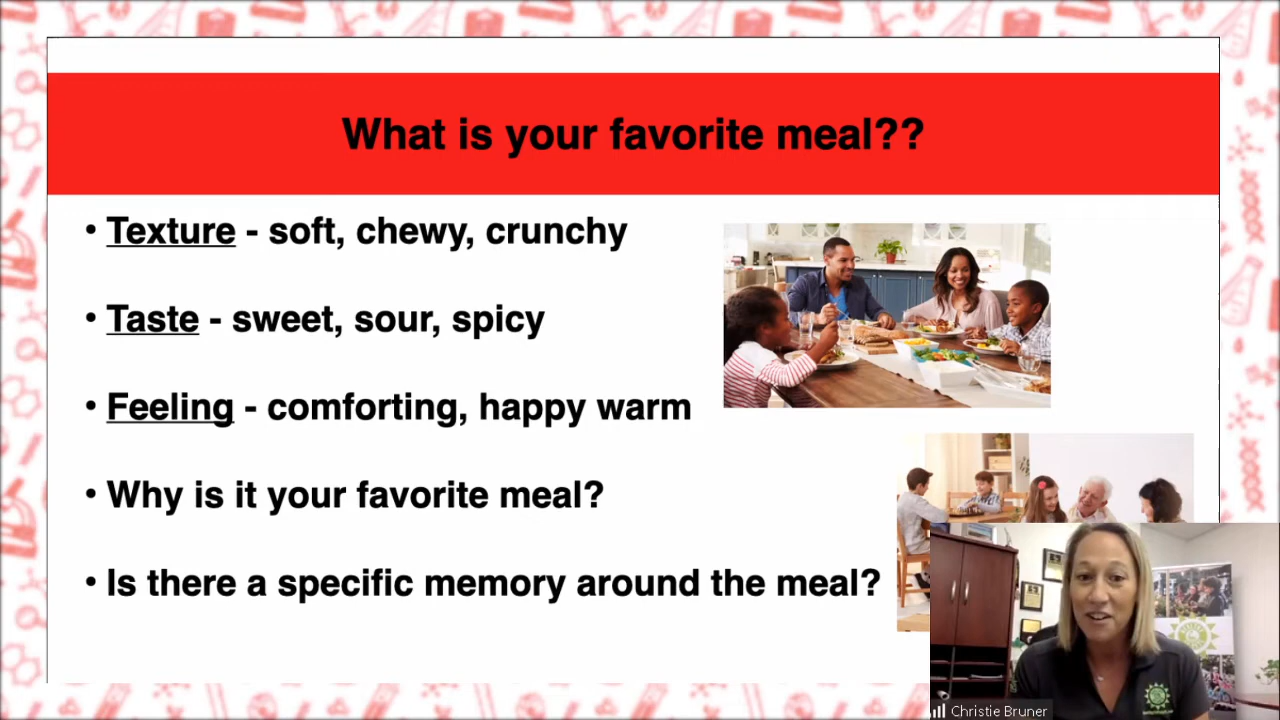 What is your favorite meal??
• Texture - soft, chewy, crunchy
• Taste - sweet, sour, spicy
• Feeling - comforting, happy warm
• Why is it your favorite meal?
• Is there a specific memory around the meal?
Christie Bruner